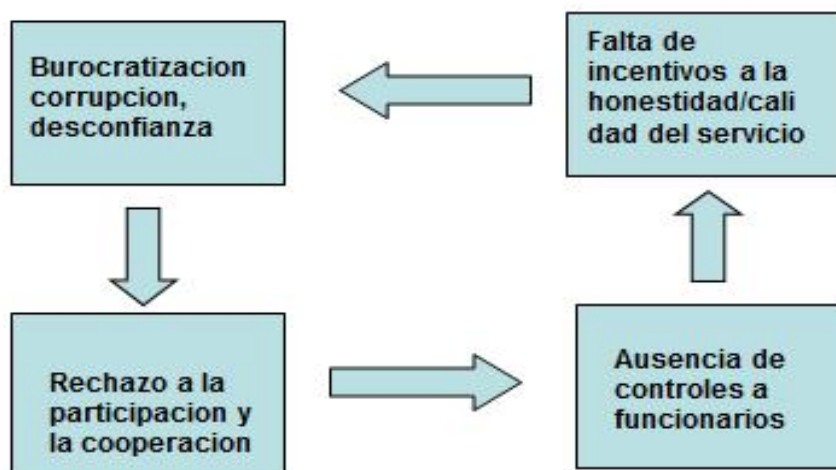 Burocratizacion
corrupcion,
desconfianza
Falta de
incentivos a la
honestidad/cali
dad del servicio
Rechazo a la
participacion y
la cooperacion
Ausencia de
controles a
funcionarios